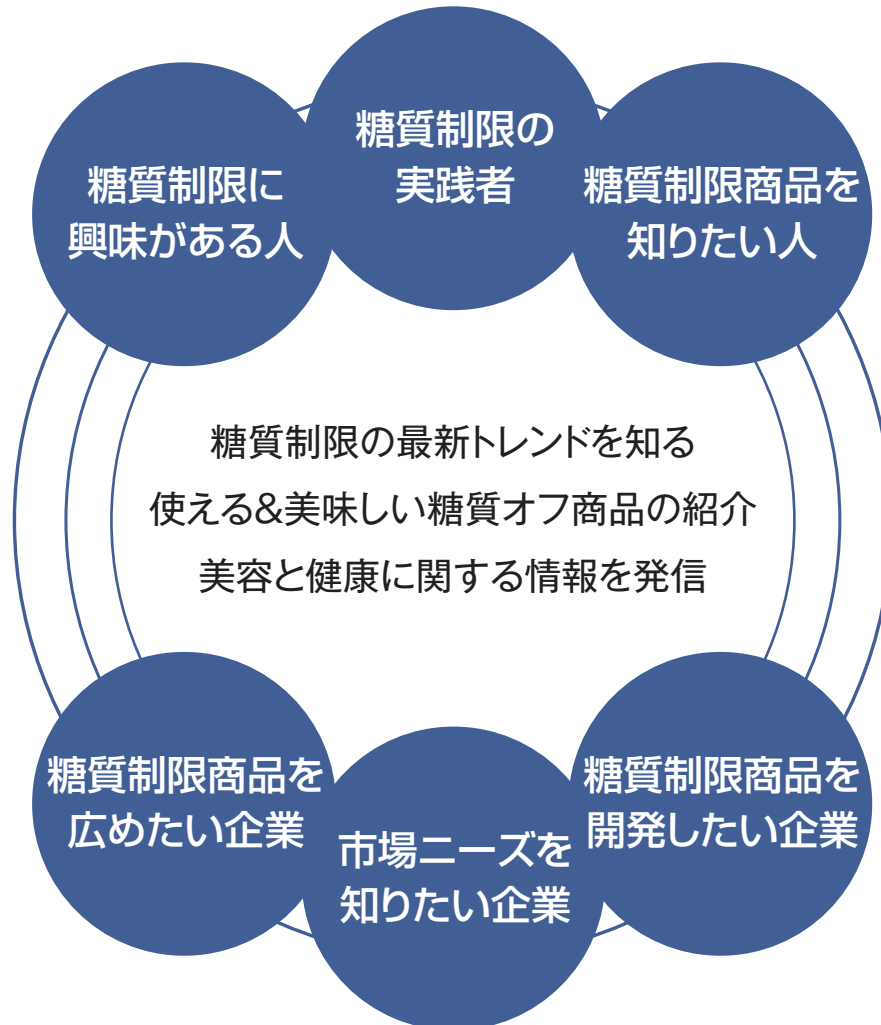 糖質制限に
興味がある人
糖質制限の
実践者
糖質制限商品を
知りたい人
糖質制限の最新トレンドを知る
使える&美味しい糖質オフ商品の紹介
美容と健康に関する情報を発信
糖質制限商品を
広めたい企業
市場ニーズを
知りたい企業
糖質制限商品を
開発したい企業